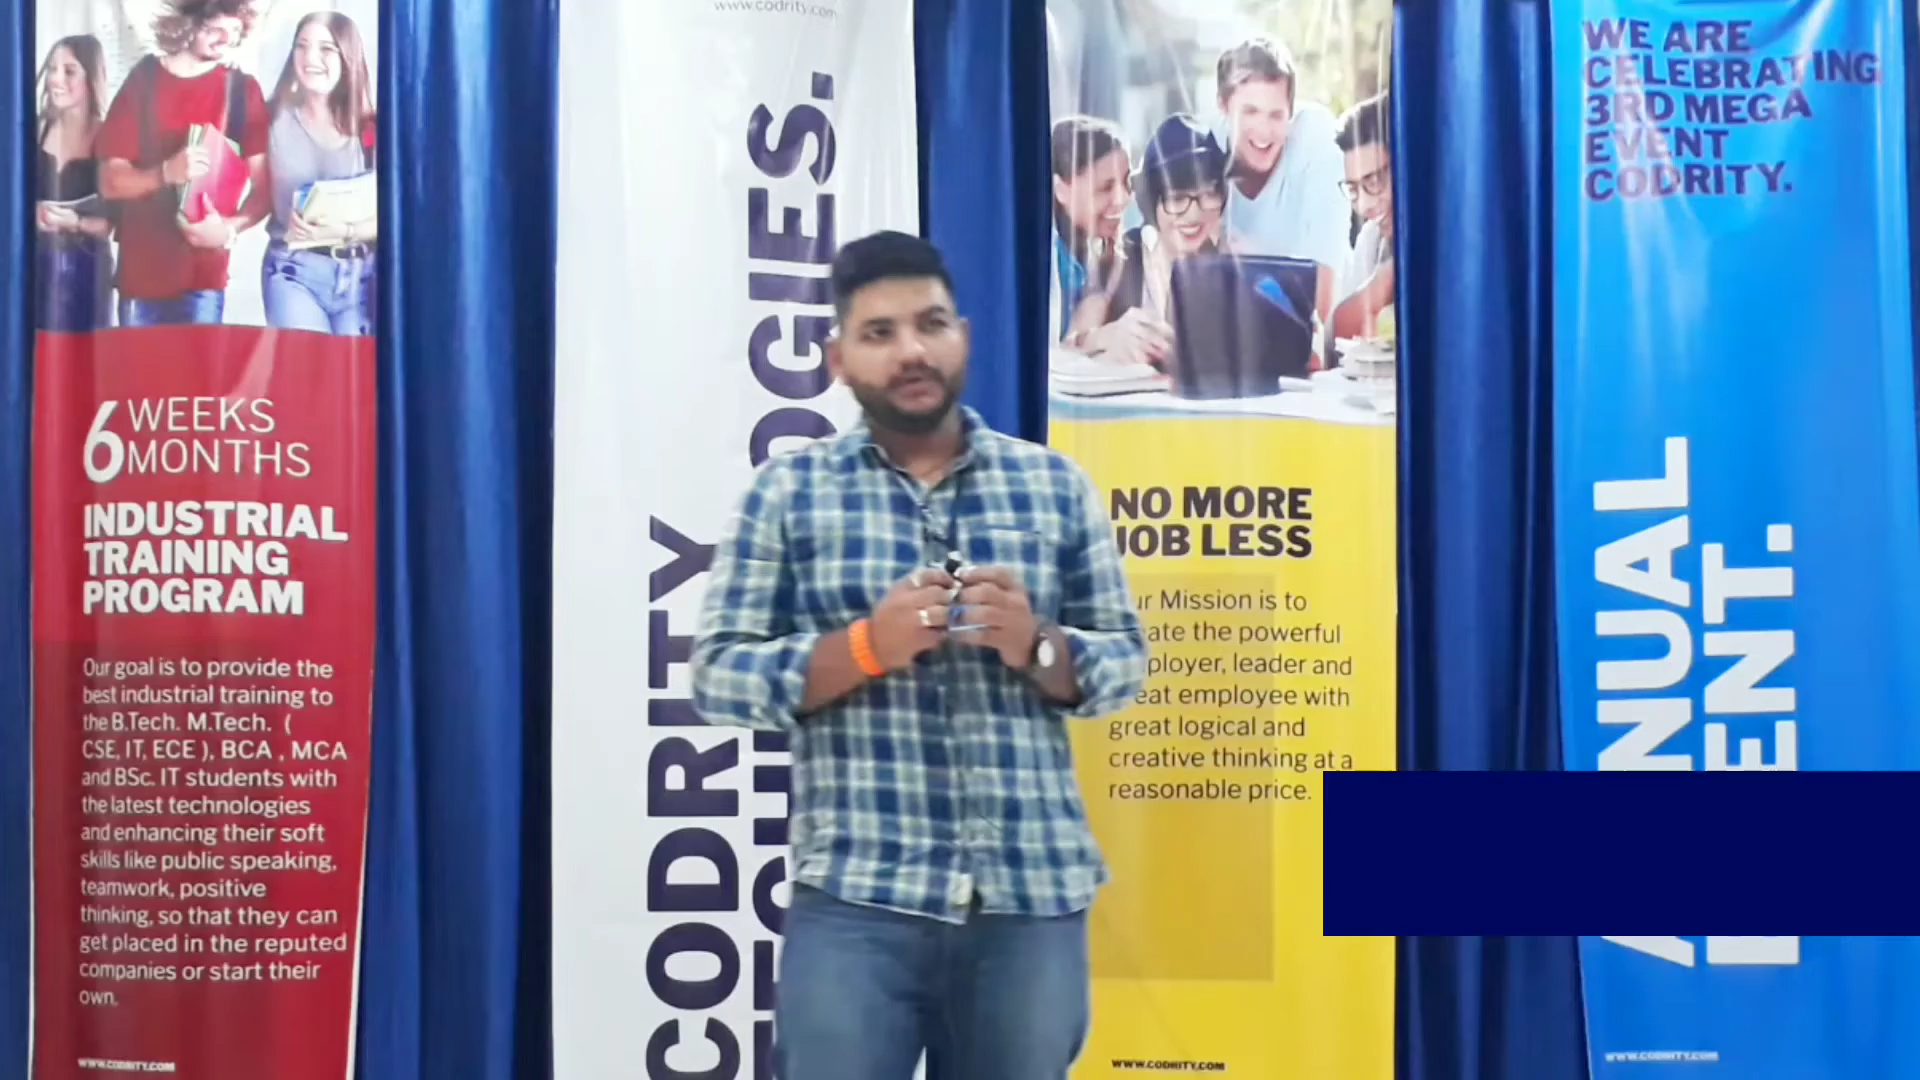 6 WEEKS
MONTHS
INDUSTRIAL
TRAINING
PROGRAM
Our goal is to provide the
best industrial training to
the B.Tech. M.Tech. (
CSE, IT, ECE ), BCA , MCA
and BSc. IT students with
the latest technologies
and enhancing their soft
skills like public speaking,
teamwork, positive
thinking, so that they can
get placed in the reputed
companies or start their
own.
WWW.CODRITY.COM
www.codrity.com
CODRITY
OGIES.
NO MORE
JOB LESS
Mission is to
the powerful
leader and
employee with
great logical and
creative thinking at a
reasonable price.
WWW.CODRITY.COM
WE ARE
CELEBRATING
3RD MEGA
EVENT
CODRITY.
NUAL
ENT.
WWW.CODRITY.COM